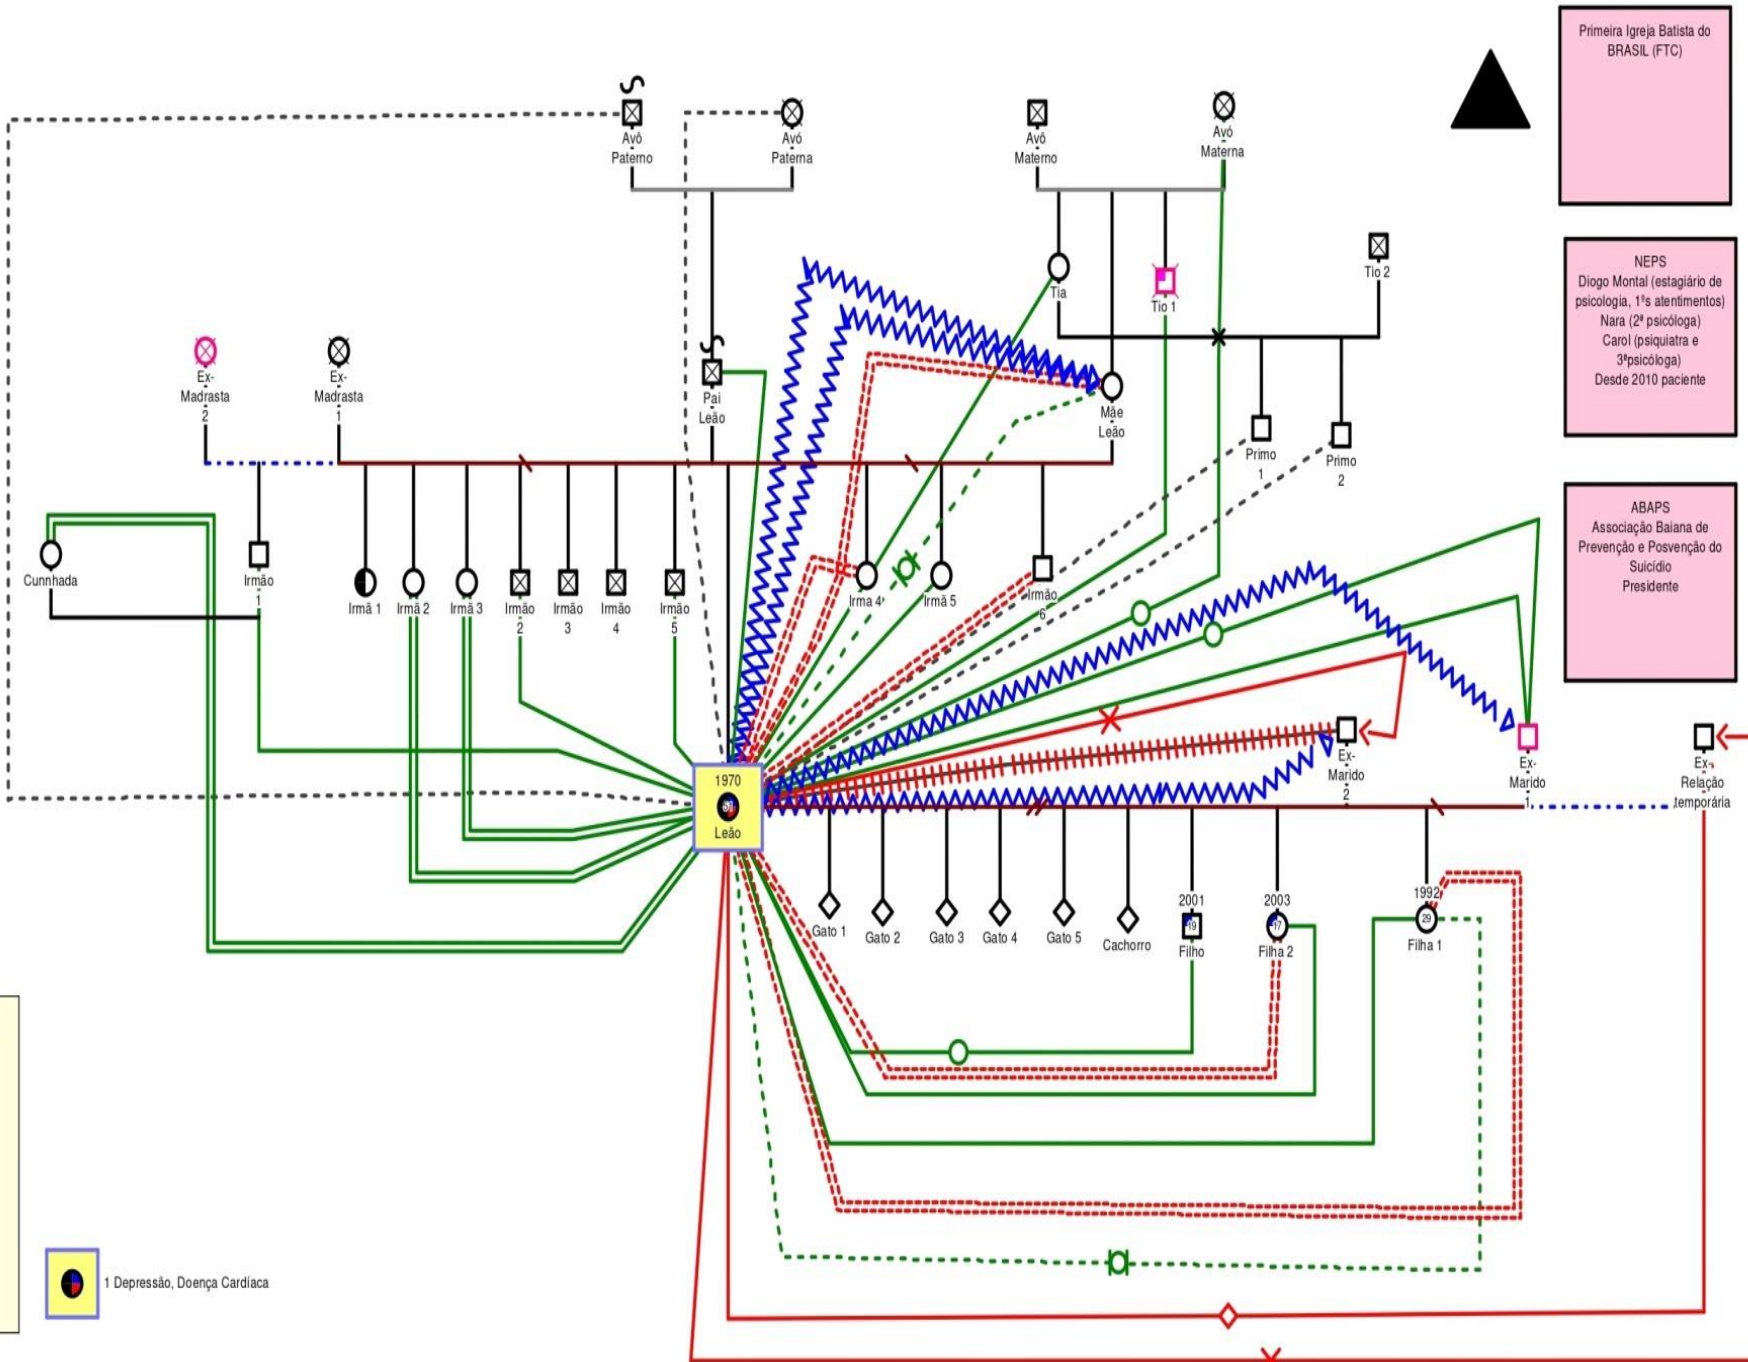 Primeira Igreja Batista do
BRASIL (FTC)
Avô
Paterno
Avó
Paterna
Avô
Materno
Avó
Materna
NEPS
Diogo Montal (estagiário de
psicologia, 1ºs atentimentos)
Nara (2ª psicóloga)
Carol (psiquiatra e
3ªpsicóloga)
Desde 2010 paciente
Tia
Tio 1
Tio 2
Ex-
Madrasta
2
Ex-
Madrasta
1
Pai
Leão
Mãe
Leão
Primo
1
Primo
2
ABAPS
Associação Baiana de
Prevenção e Posvenção do
Suicídio
Presidente
Cunnhada
Irmão
1
Irmã 1
Irmã 2
Irmã 3
Irmão
2
Irmão
3
Irmão
4
Irmão
5
Irma 4
Irmã 5
Irmão
6
1970
Leão
Ex-
Marido
2
Ex-
Marido
1
Ex-
Relação
temporária
Gato 1
Gato 2
Gato 3
Gato 4
Gato 5
Cachorro
2001
19
Filho
2003
17
Filha 2
1992
29
Filha 1
1 Depressão, Doença Cardíaca